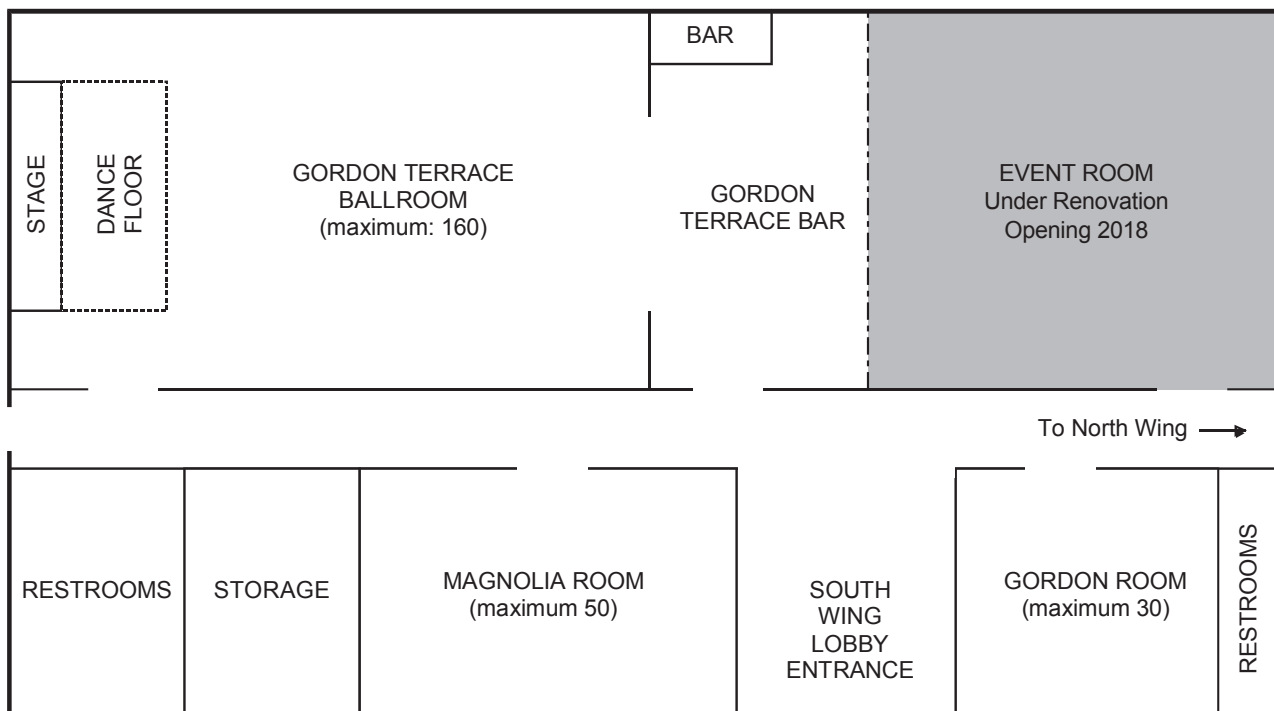 BAR
STAGE
DANCE
FLOOR
GORDON TERRACE
BALLROOM
(maximum: 160)
GORDON
TERRACE BAR
EVENT ROOM
Under Renovation
Opening 2018
To North Wing
RESTROOMS
STORAGE
MAGNOLIA ROOM
(maximum 50)
SOUTH
WING
LOBBY
ENTRANCE
GORDON ROOM
(maximum 30)
RESTROOMS